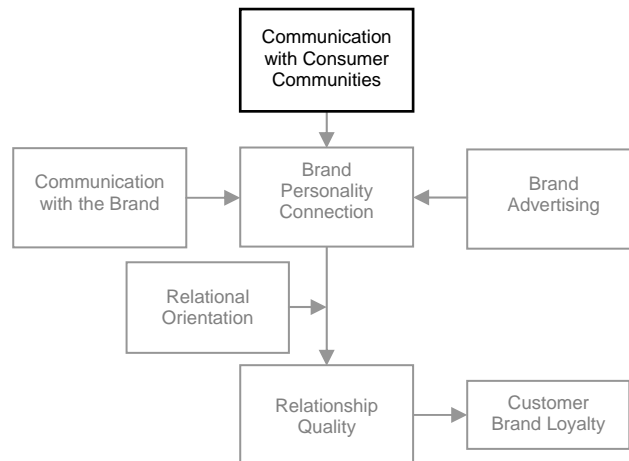 Communication
with Consumer
Communities
Communication
with the Brand
Brand
Personality
Connection
Brand
Advertising
Relational
Orientation
Relationship
Quality
Customer
Brand Loyalty